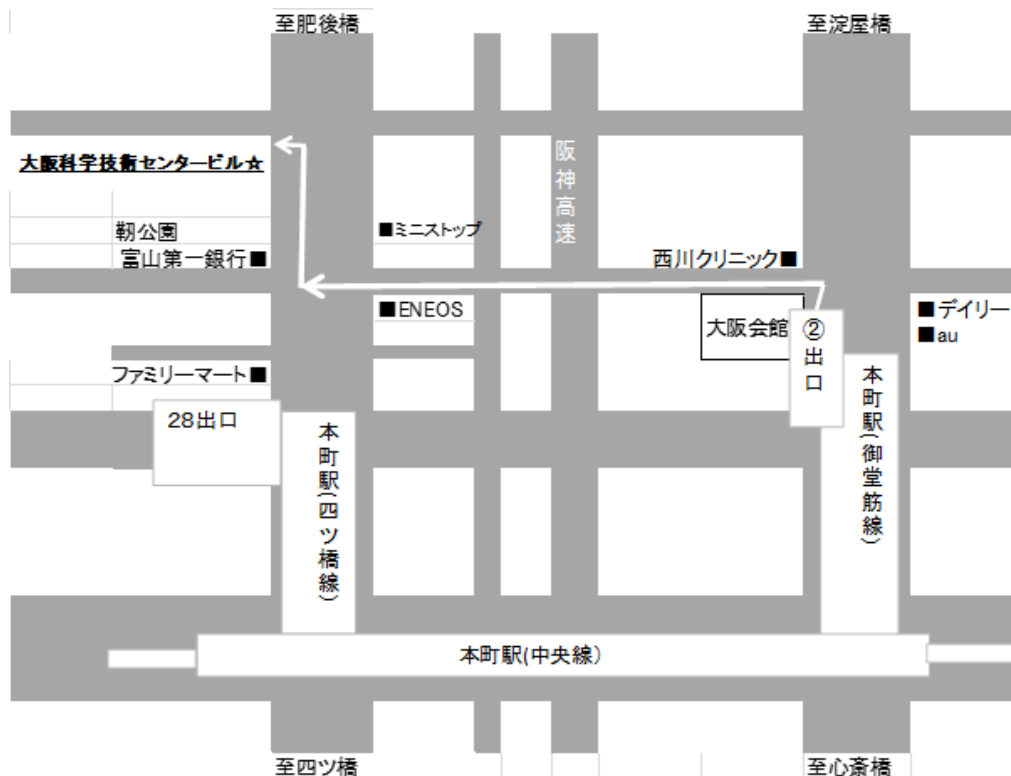 至肥後橋
至淀屋橋
大阪科学技術センタービル☆
阪神高速
靭公園
■ミニストップ
富山第一銀行■
西川クリニック■
■ENEOS
大阪会館
②出口
■デイリー
■au
ファミリーマート■
28出口
本町駅(四ツ橋線)
本町駅(御堂筋線)
本町駅(中央線)
至四ツ橋
至心斎橋